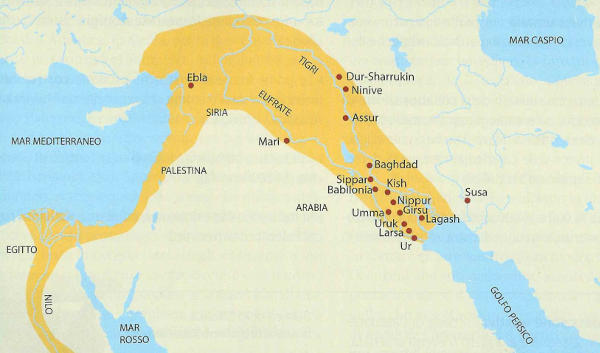 MAR CASPIO
TIGRI
Dur-Sharrukin
Ninive
Ebla
EUFRATE
SIRIA
Assur
MAR MEDITERRANEO
Mari
Baghdad
PALESTINA
Sippar
Kish
Babilonia
Susa
Nippur
ARABIA
Umma
Girsu
Lagash
Uruk
Larsa
Ur
EGITTO
NILO
GOLFO PERSICO
MAR
ROSSO